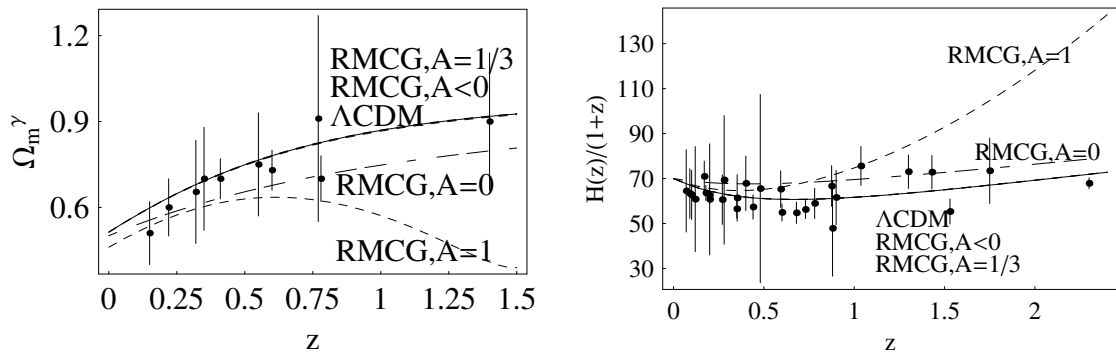 1.2
0.9
0.6
Ω_m^γ
RMCG,A=1/3
RMCG,A<0
ΛCDM
RMCG,A=0
RMCG,A=1
0 0.25 0.5 0.75 1 1.25 1.5
z
130
110
90
70
50
30
H(z)/(1+z)
RMCG,A=1
RMCG,A=0
ΛCDM
RMCG,A<0
RMCG,A=1/3
0 0.5 1 1.5 2
z